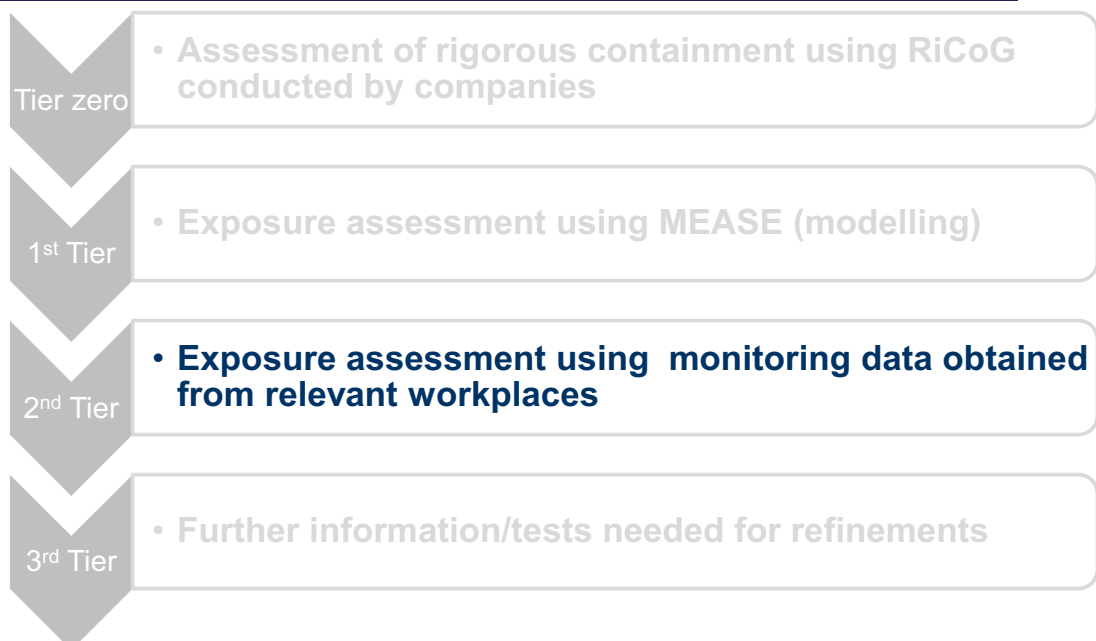 Tier zero
• Assessment of rigorous containment using RiCoG
conducted by companies
1st Tier
• Exposure assessment using MEASE (modelling)
2nd Tier
• Exposure assessment using  monitoring data obtained
from relevant workplaces
3rd Tier
• Further information/tests needed for refinements